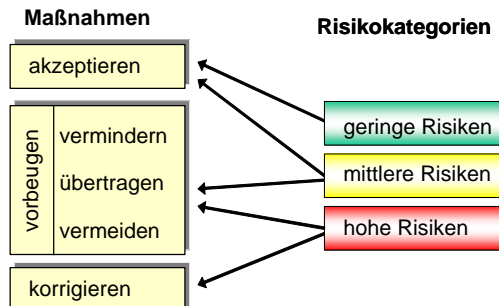 Maßnahmen
akzeptieren
vorbeugen
vermindern
übertragen
vermeiden
korrigieren
Risikokategorien
geringe Risiken
mittlere Risiken
hohe Risiken